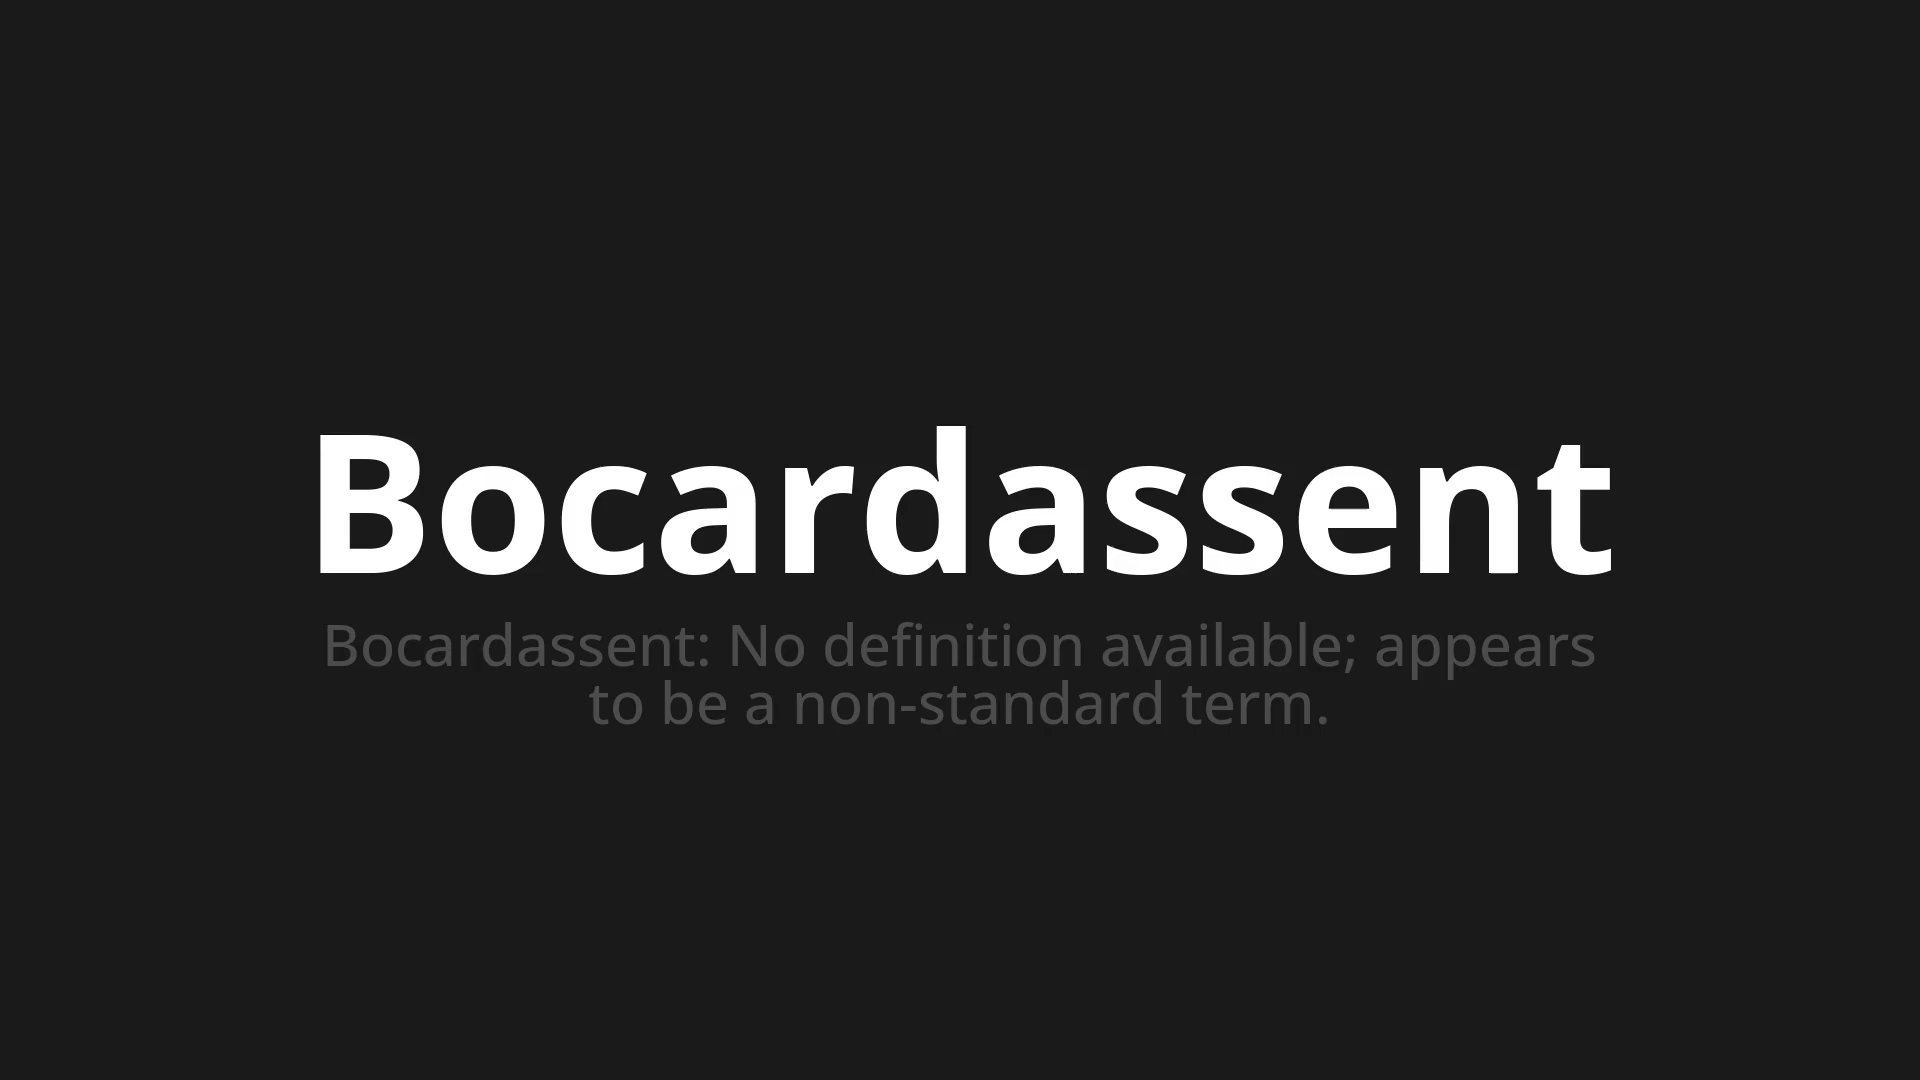 Bocardassent
Bocardassent: No definition available; appears
to be a non-standard term.